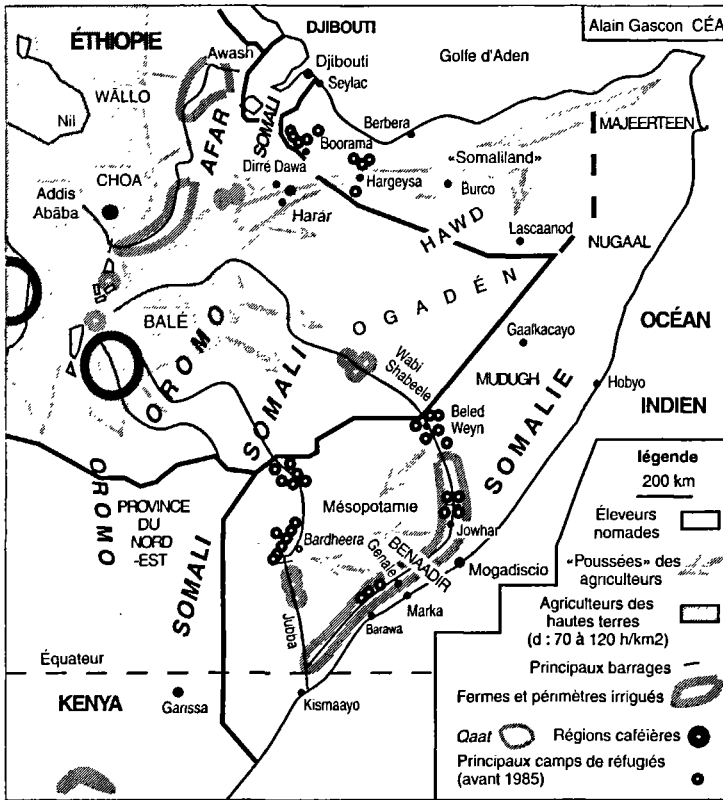 Alain Gascon CÉA
ÉTHIOPIE
DJIBOUTI
Golfe d'Aden
Awash
Djibouti
Seylac
WÄLLO
Nil
AFAR
SOMALI
Boorama
Berbera
MAJEERTEEN
«Somaliland»
Dirré Dawa
Hargeysa
Burco
CHOA
Addis
Abäba
Harär
HAWD
Lascaanod
NUGAAL
OGADÉN
BALÉ
OROMO
SOMALI
Gaalkacayo
OCÉAN
INDIEN
Wabi
Shabeele
MUDUGH
Hobyo
Beled
Weyn
SOMALIE
OROMO
PROVINCE
DU
NORD
-EST
SOMALI
Mésopotamie
Bardheera
Jowhar
BENAADIR
Genale
Mogadiscio
Marka
Barawa
Jubba
Équateur
KENYA
Garissa
Kismaayo
légende
200 km
Éleveurs
nomades
«Poussées» des
agriculteurs
Agriculteurs des
hautes terres
(d : 70 à 120 h/km2)
Principaux barrages
Fermes et périmètres irrigués
Qaat
Régions caféières
Principaux camps de réfugiés
(avant 1985)